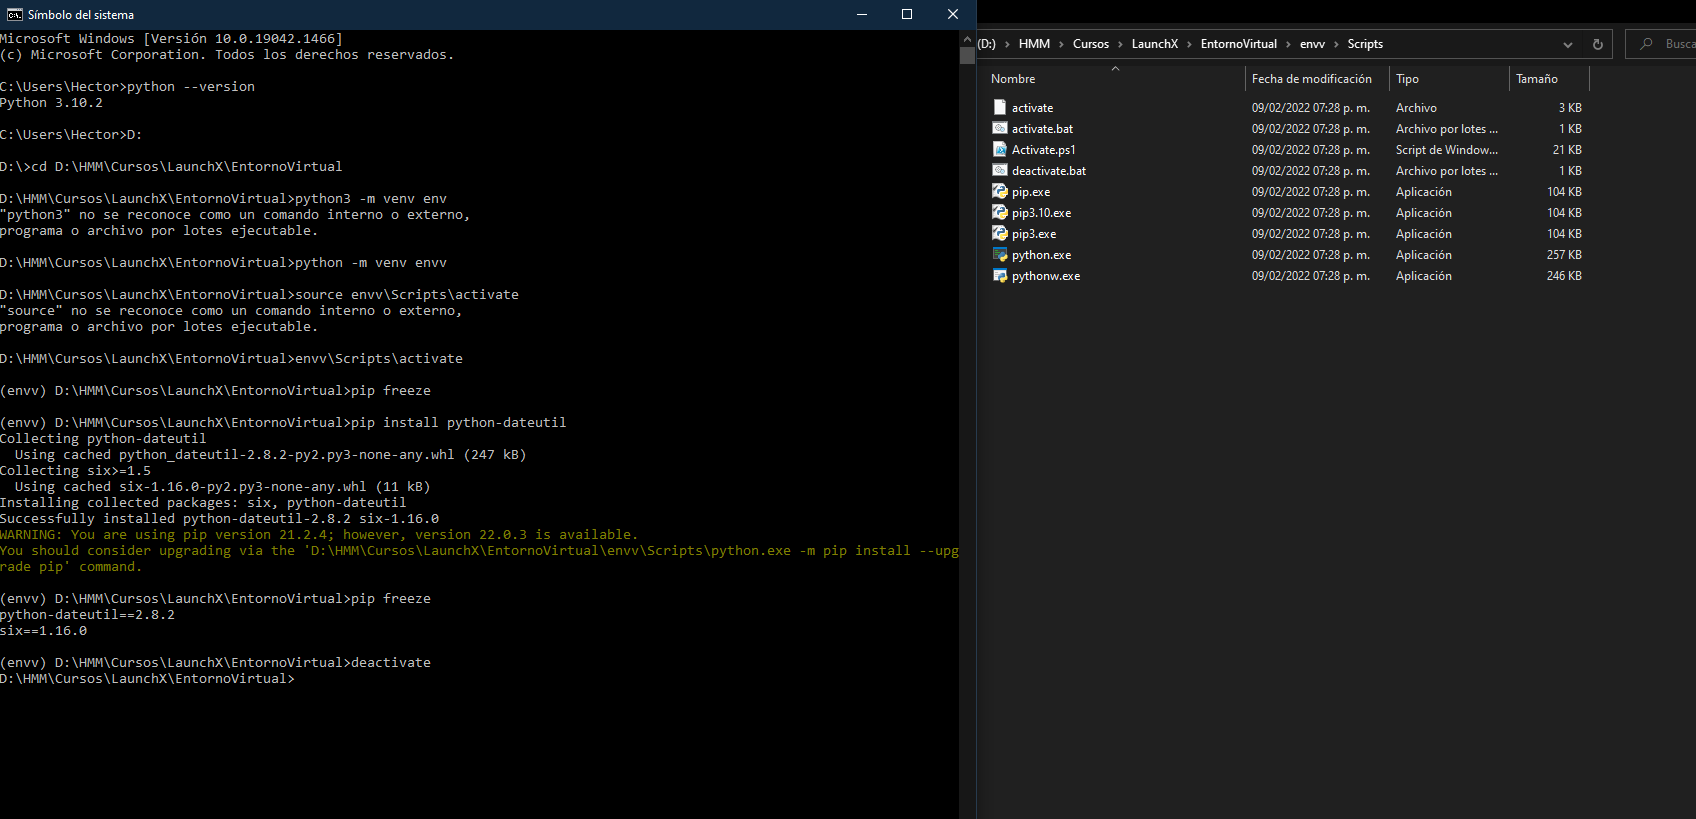 Símbolo del sistema
Microsoft Windows [Versión 10.0.19042.1466]
(c) Microsoft Corporation. Todos los derechos reservados.
C:\Users\Hector>python --version
Python 3.10.2
C:\Users\Hector>D:
D:\>cd D:\HMM\Cursos\LaunchX\EntornoVirtual
D:\HMM\Cursos\LaunchX\EntornoVirtual>python3 -m venv env
"python3" no se reconoce como un comando interno o externo,
programa o archivo por lotes ejecutable.
D:\HMM\Cursos\LaunchX\EntornoVirtual>python -m venv envv
D:\HMM\Cursos\LaunchX\EntornoVirtual>source envv\Scripts\activate
"source" no se reconoce como un comando interno o externo,
programa o archivo por lotes ejecutable.
D:\HMM\Cursos\LaunchX\EntornoVirtual>envv\Scripts\activate
(envv) D:\HMM\Cursos\LaunchX\EntornoVirtual>pip freeze
(envv) D:\HMM\Cursos\LaunchX\EntornoVirtual>pip install python-dateutil
Collecting python-dateutil
  Using cached python_dateutil-2.8.2-py2.py3-none-any.whl (247 kB)
Collecting six>=1.5
  Using cached six-1.16.0-py2.py3-none-any.whl (11 kB)
Installing collected packages: six, python-dateutil
Successfully installed python-dateutil-2.8.2 six-1.16.0
WARNING: You are using pip version 21.2.4; however, version 22.0.3 is available.
You should consider upgrading via the 'D:\HMM\Cursos\LaunchX\EntornoVirtual\envv\Scripts\python.exe -m pip install --upg
rade pip' command.
(envv) D:\HMM\Cursos\LaunchX\EntornoVirtual>pip freeze
python-dateutil==2.8.2
six==1.16.0
(envv) D:\HMM\Cursos\LaunchX\EntornoVirtual>deactivate
D:\HMM\Cursos\LaunchX\EntornoVirtual>
(D:) > HMM > Cursos > LaunchX > EntornoVirtual > envv > Scripts
Busca
Nombre Fecha de modificación Tipo Tamaño
activate 09/02/2022 07:28 p. m. Archivo 3 KB
activate.bat 09/02/2022 07:28 p. m. Archivo por lotes ... 1 KB
Activate.ps1 09/02/2022 07:28 p. m. Script de Window... 21 KB
deactivate.bat 09/02/2022 07:28 p. m. Archivo por lotes ... 1 KB
pip.exe 09/02/2022 07:28 p. m. Aplicación 104 KB
pip3.10.exe 09/02/2022 07:28 p. m. Aplicación 104 KB
pip3.exe 09/02/2022 07:28 p. m. Aplicación 104 KB
python.exe 09/02/2022 07:28 p. m. Aplicación 257 KB
pythonw.exe 09/02/2022 07:28 p. m. Aplicación 246 KB